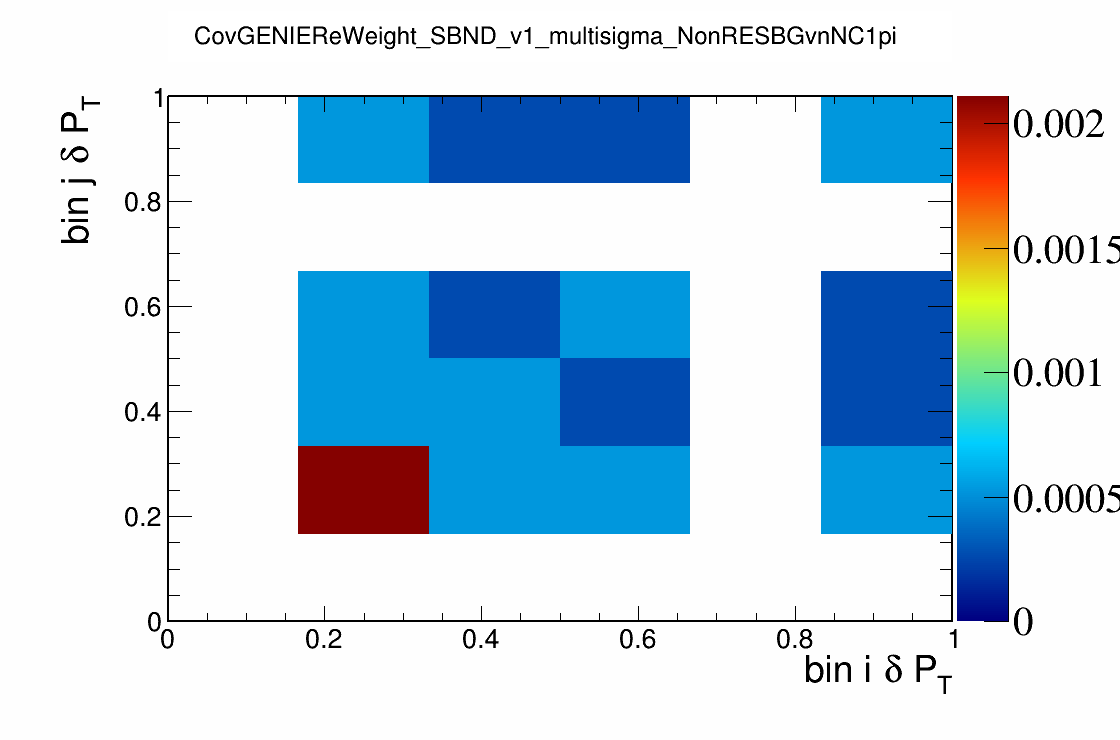 CovGENIEReWeight_SBND_v1_multisigma_NonRESBGvnNC1pi
bin j δ P_T
1
0.8
0.6
0.4
0.2
0
0 0.2 0.4 0.6 0.8 1
bin i δ P_T
0.002
0.0015
0.001
0.0005
0